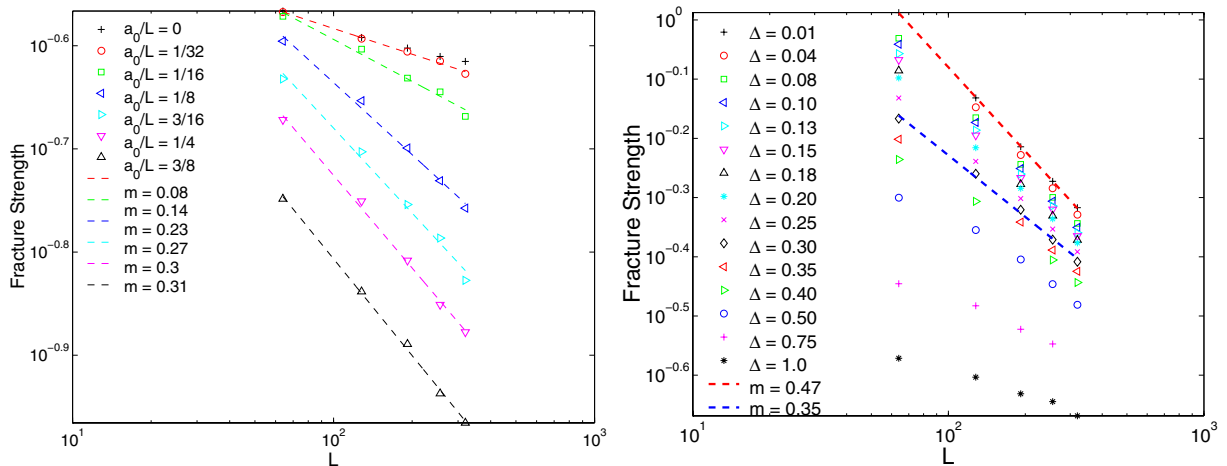 10^-0.6
10^-0.7
10^-0.8
10^-0.9
Fracture Strength
a0/L = 0
a0/L = 1/32
a0/L = 1/16
a0/L = 1/8
a0/L = 3/16
a0/L = 1/4
a0/L = 3/8
m = 0.08
m = 0.14
m = 0.23
m = 0.27
m = 0.3
m = 0.31
10^1
10^2
10^3
L
10^0
10^-0.1
10^-0.2
10^-0.3
10^-0.4
10^-0.5
10^-0.6
Fracture Strength
Δ = 0.01
Δ = 0.04
Δ = 0.08
Δ = 0.10
Δ = 0.13
Δ = 0.15
Δ = 0.18
Δ = 0.20
Δ = 0.25
Δ = 0.30
Δ = 0.35
Δ = 0.40
Δ = 0.50
Δ = 0.75
Δ = 1.0
m = 0.47
m = 0.35
10^1
10^2
10^3
L